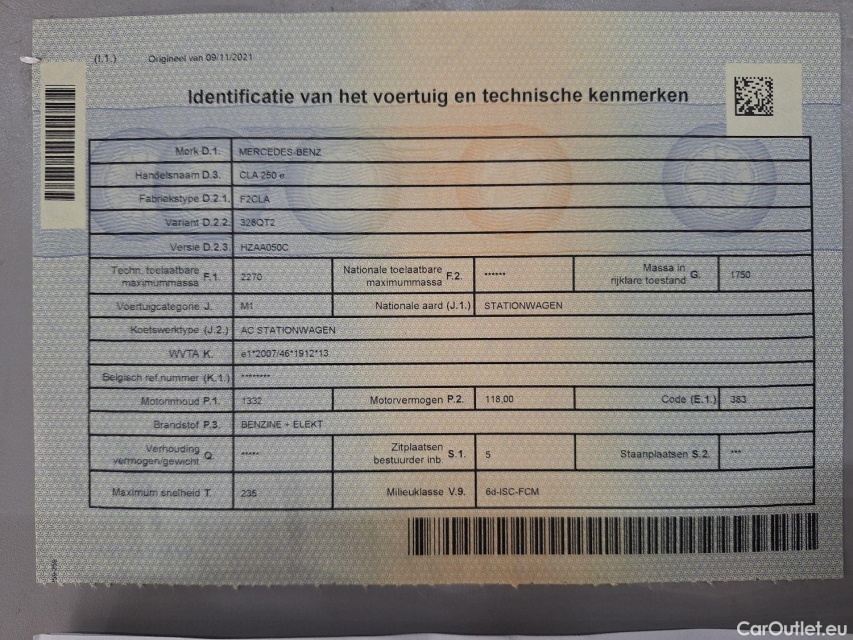 (I.1.) Origineel van 09/11/2021
Identificatie van het voertuig en technische kenmerken
Merk D.1. MERCEDES-BENZ
Handelsnaam D.3. CLA 250 e
Fabriekstype D.2.1. F2CLA
Variant D.2.2. 328QT2
Versie D.2.3. HZAA050C
Techn. toelaatbare maximummassa F.1. 2270 Nationale toelaatbare maximummassa F.2. ****** Massa in rijklare toestand G. 1750
Voertuigcategorie J. M1 Nationale aard (J.1.) STATIONWAGEN
Koetswerktype (J.2.) AC STATIONWAGEN
WVTA K. e1*2007/46*1912*13
Belgisch ref.nummer (K.1.) ********
Motorinhoud P.1. 1332 Motorvermogen P.2. 118,00 Code (E.1.) 383
Brandstof P.3. BENZINE + ELEKT
Verhouding vermogen/gewicht Q. ***** Zitplaatsen bestuurder inb. S.1. 5 Staanplaatsen S.2. ***
Maximum snelheid T. 235 Milieuklasse V.9. 6d-ISC-FCM
CarOutlet.eu